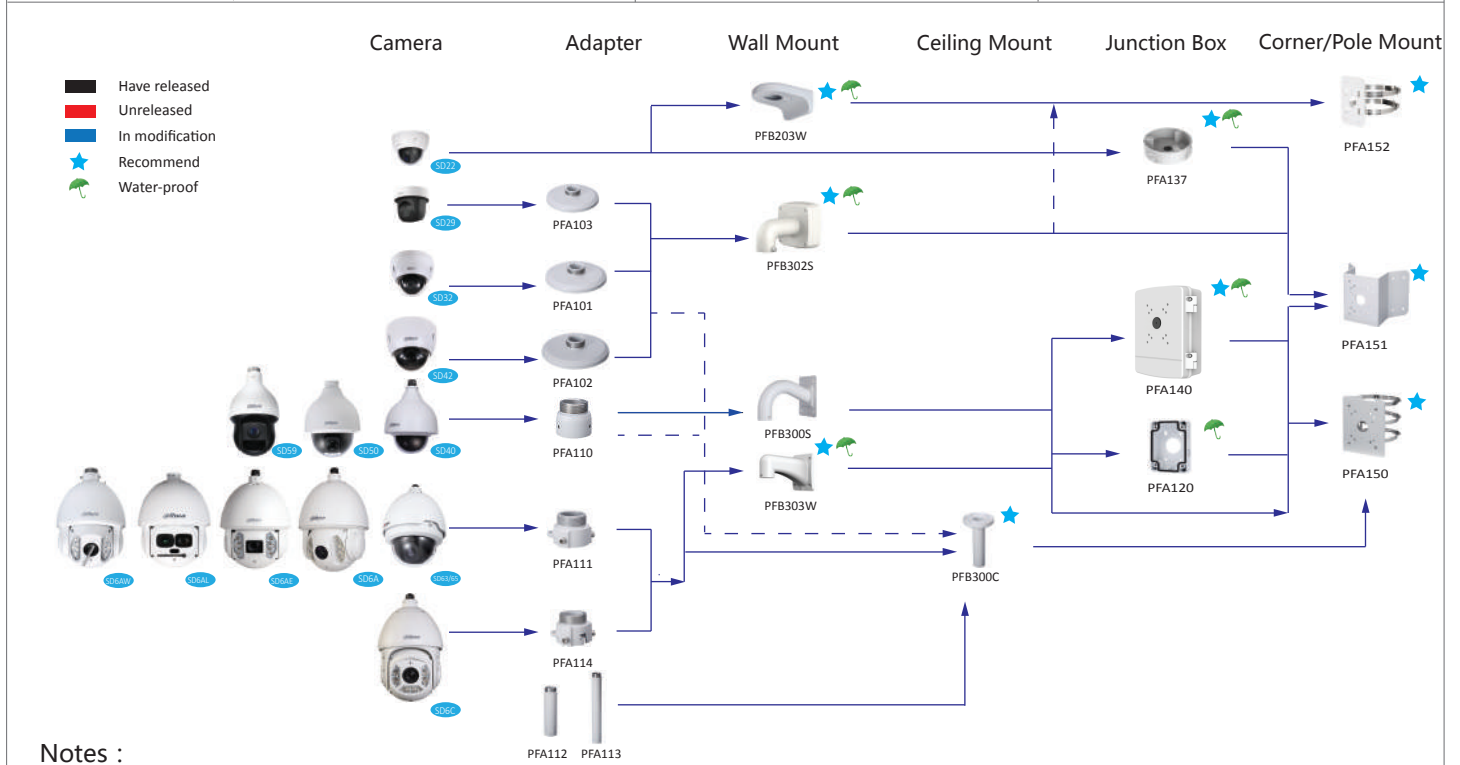 Camera Adapter Wall Mount Ceiling Mount Junction Box Corner/Pole Mount
Have released
Unreleased
In modification
Recommend
Water-proof
PFB203W
PFA152
SD22
PFA137
SD29
PFA103
PFB302S
SD32
PFA101
PFA151
SD42
PFA102
PFA140
SD59 SD50 SD40
PFA110
PFB300S
PFA120
PFA150
PFB303W
SD6AW SD6AL SD6AE SD6A SD63/65
PFA111
PFB300C
PFA114
SD6C
PFA112 PFA113
Notes :